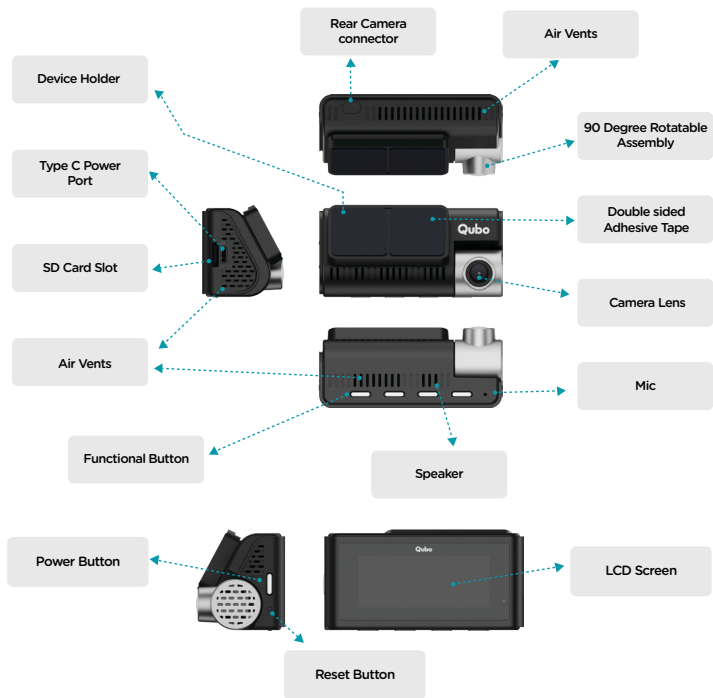 Rear Camera
connector
Air Vents
Device Holder
90 Degree Rotatable
Assembly
Type C Power
Port
Double sided
Adhesive Tape
Qubo
SD Card Slot
Camera Lens
Air Vents
Mic
Functional Button
Speaker
Qubo
Power Button
LCD Screen
Reset Button